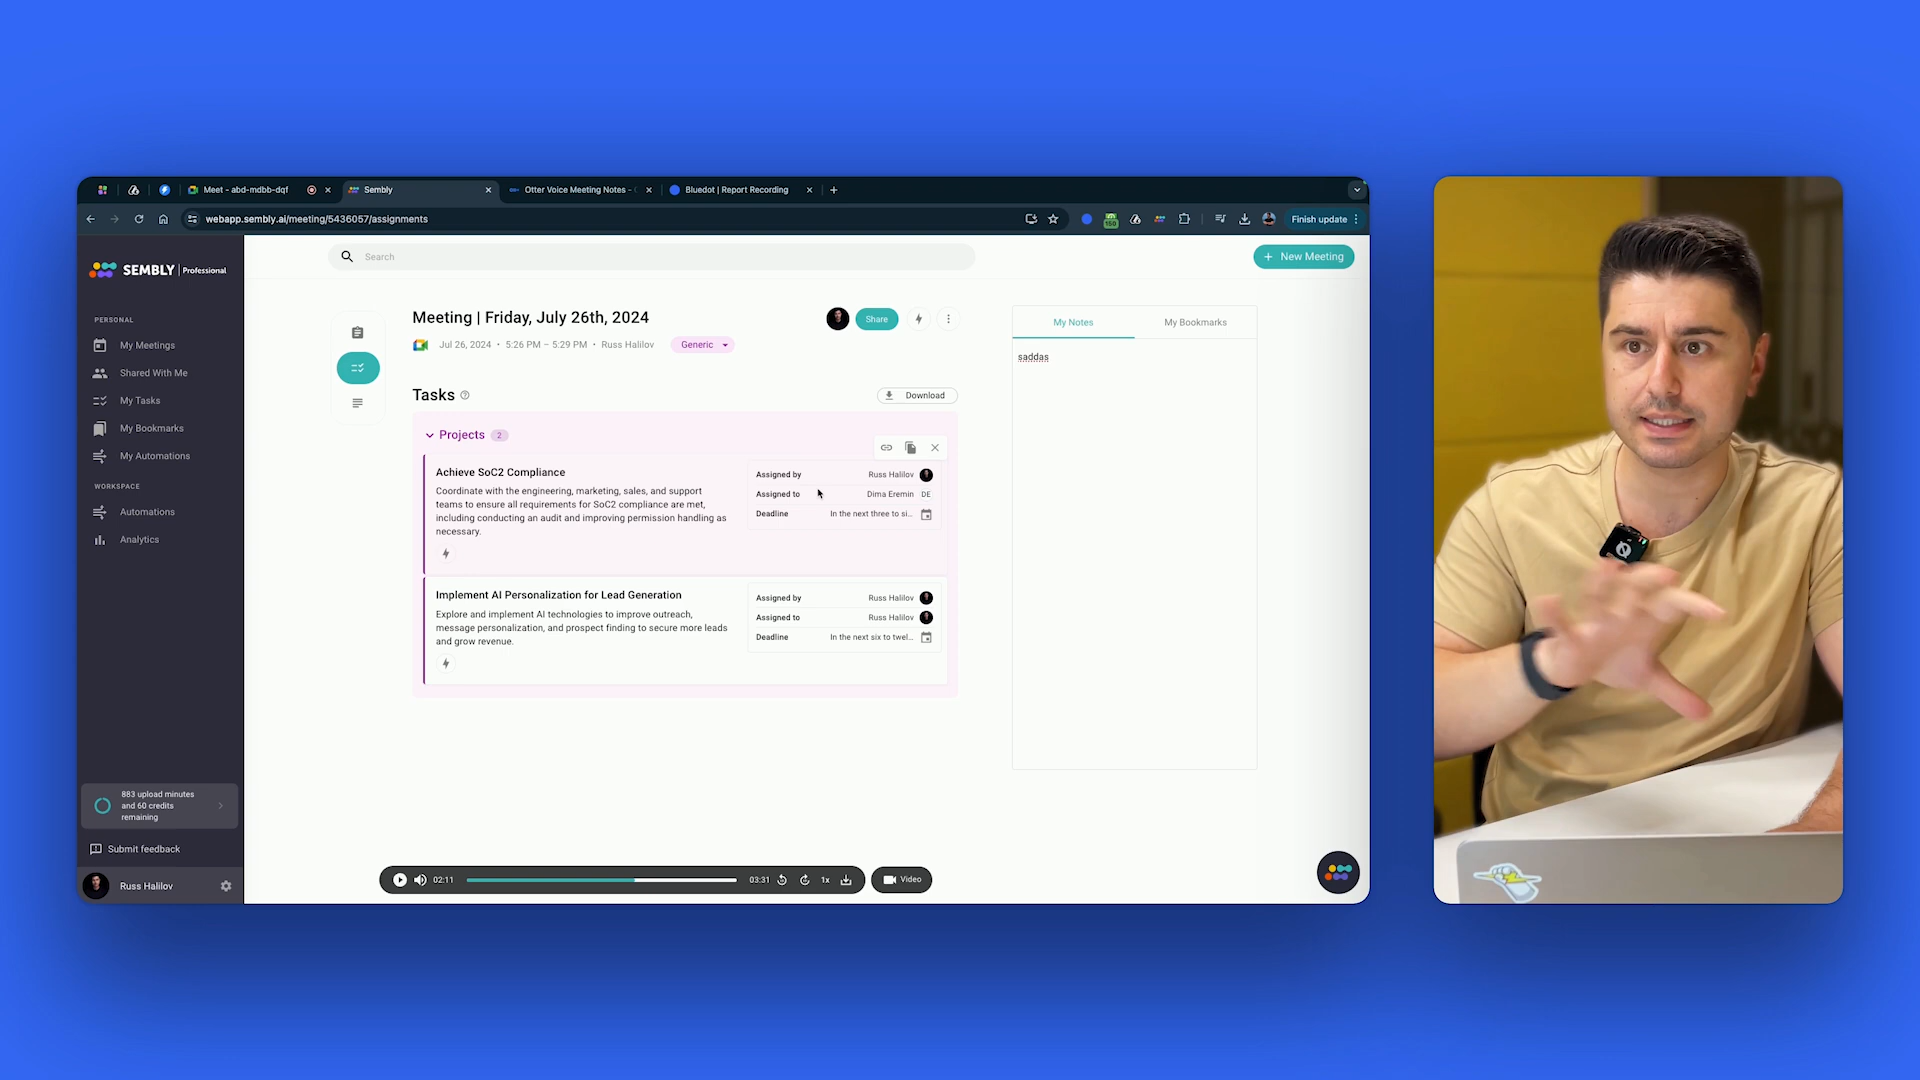 Meet - abd-mdbb-dqf
Sembly
Otter Voice Meeting Notes -
Bluedot | Report Recording
webapp.sembly.ai/meeting/5436057/assignments
Finish update
SEMBLY | Professional
Search
New Meeting
PERSONAL
My Meetings
Shared With Me
My Tasks
My Bookmarks
My Automations
WORKSPACE
Automations
Analytics
883 upload minutes
and 60 credits
remaining
Submit feedback
Russ Halilov
Meeting | Friday, July 26th, 2024
Share
Jul 26, 2024 • 5:26 PM – 5:29 PM • Russ Halilov
Generic
Tasks
Download
Projects 2
Achieve SoC2 Compliance
Coordinate with the engineering, marketing, sales, and support
teams to ensure all requirements for SoC2 compliance are met,
including conducting an audit and improving permission handling as
necessary.
Assigned by Russ Halilov
Assigned to Dima Eremin DE
Deadline In the next three to si...
Implement AI Personalization for Lead Generation
Explore and implement AI technologies to improve outreach,
message personalization, and prospect finding to secure more leads
and grow revenue.
Assigned by Russ Halilov
Assigned to Russ Halilov
Deadline In the next six to twel...
My Notes
My Bookmarks
saddas
02:11
03:31
1x
Video